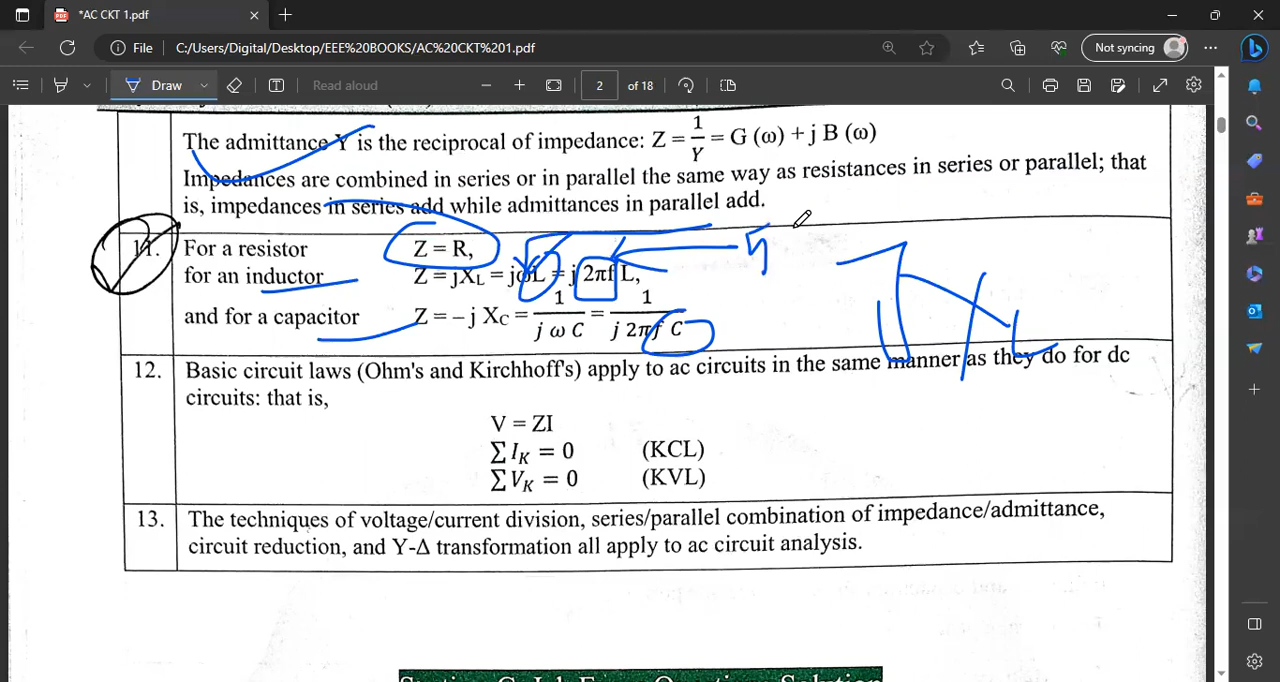 *AC CKT 1.pdf
File C:/Users/Digital/Desktop/EEE%20BOOKS/AC%20CKT%201.pdf Not syncing
Draw Read aloud 2 of 18
The admittance Y is the reciprocal of impedance: Z = 1/Y = G (ω) + j B (ω)
Impedances are combined in series or in parallel the same way as resistances in series or parallel; that
is, impedances in series add while admittances in parallel add.
11. For a resistor Z = R,
for an inductor Z = jXL = jωL = j 2πf L,
and for a capacitor Z = −j XC = 1/(j ω C) = 1/(j 2πf C)
12. Basic circuit laws (Ohm's and Kirchhoff's) apply to ac circuits in the same manner as they do for dc
circuits: that is,
V = ZI
∑ IK = 0 (KCL)
∑ VK = 0 (KVL)
13. The techniques of voltage/current division, series/parallel combination of impedance/admittance,
circuit reduction, and Y-Δ transformation all apply to ac circuit analysis.